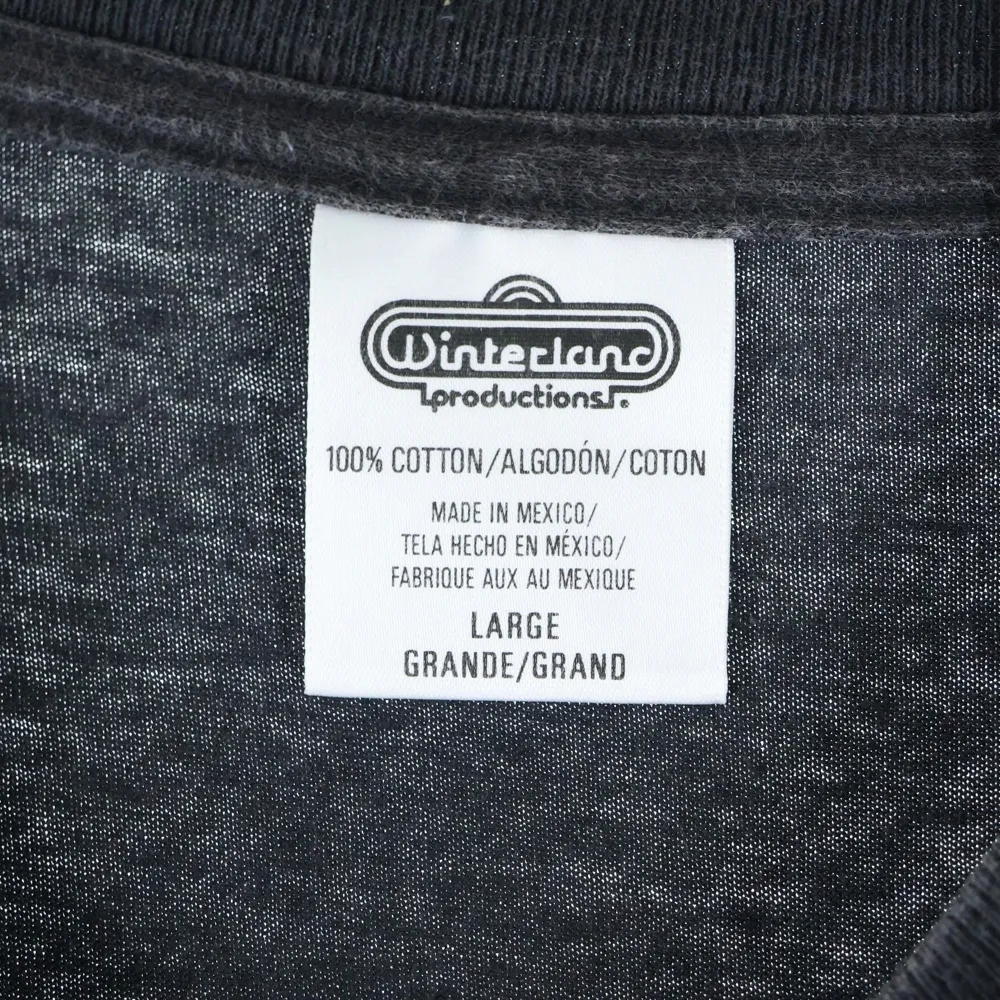 Winterland
productions.
100% COTTON/ALGODÓN/COTON
MADE IN MEXICO/
TELA HECHO EN MÉXICO/
FABRIQUE AUX AU MEXIQUE
LARGE
GRANDE/GRAND